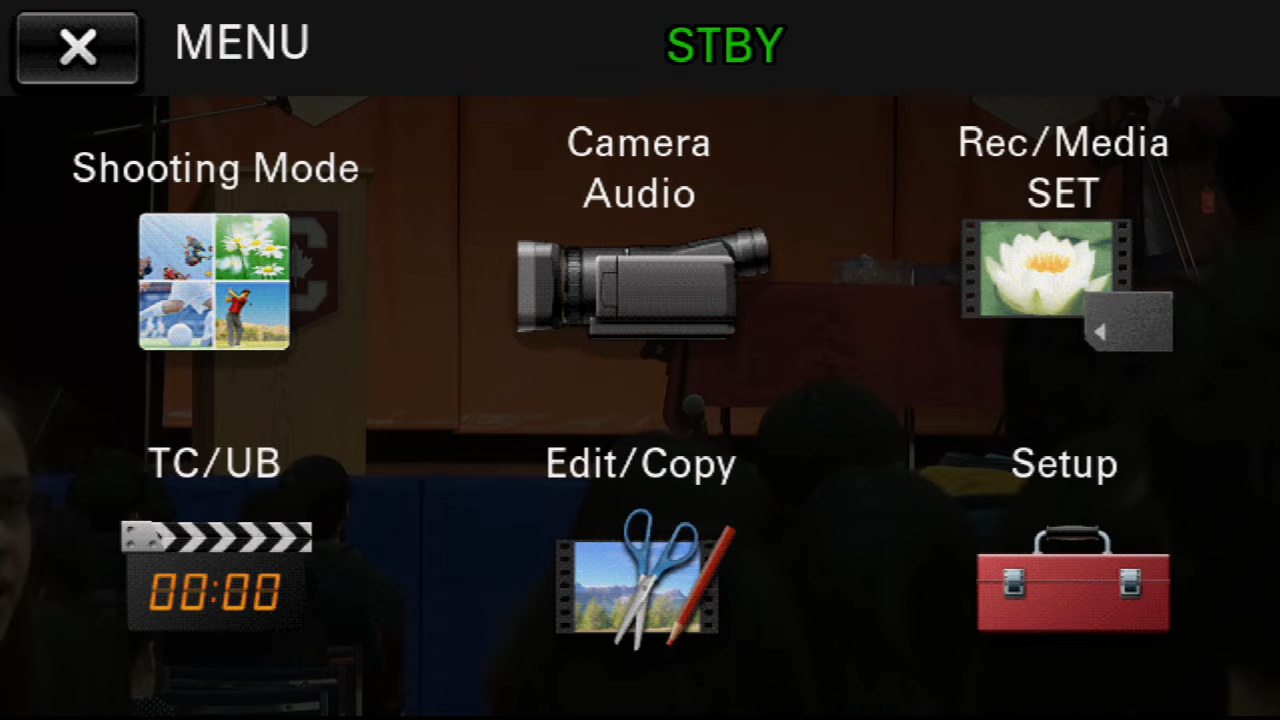 MENU
STBY
Shooting Mode
Camera
Audio
Rec/Media
SET
TC/UB
Edit/Copy
Setup
00:00